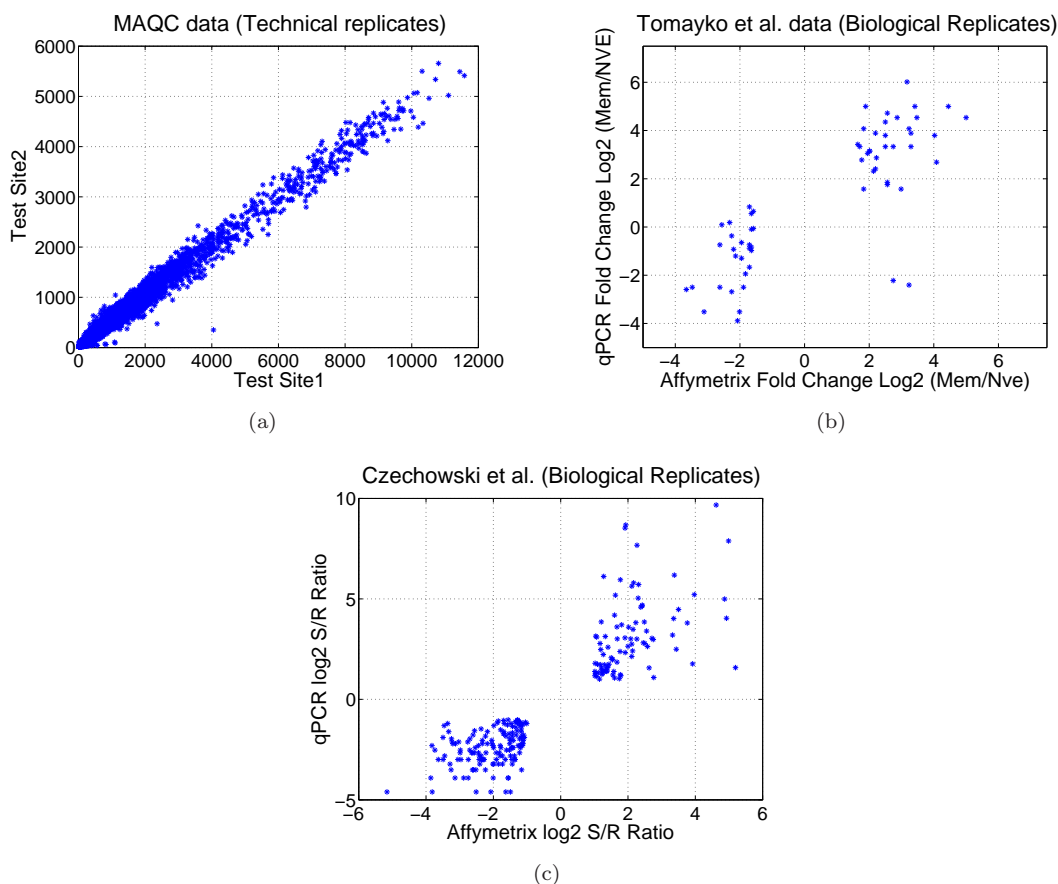 MAQC data (Technical replicates)
6000
5000
4000
3000
2000
1000
0
0 2000 4000 6000 8000 10000 12000
Test Site2
Test Site1
(a)
Tomayko et al. data (Biological Replicates)
6
4
2
0
−2
−4
−4 −2 0 2 4 6
qPCR Fold Change Log2 (Mem/NVE)
Affymetrix Fold Change Log2 (Mem/Nve)
(b)
Czechowski et al. (Biological Replicates)
10
5
0
−5
−6 −4 −2 0 2 4 6
qPCR log2 S/R Ratio
Affymetrix log2 S/R Ratio
(c)